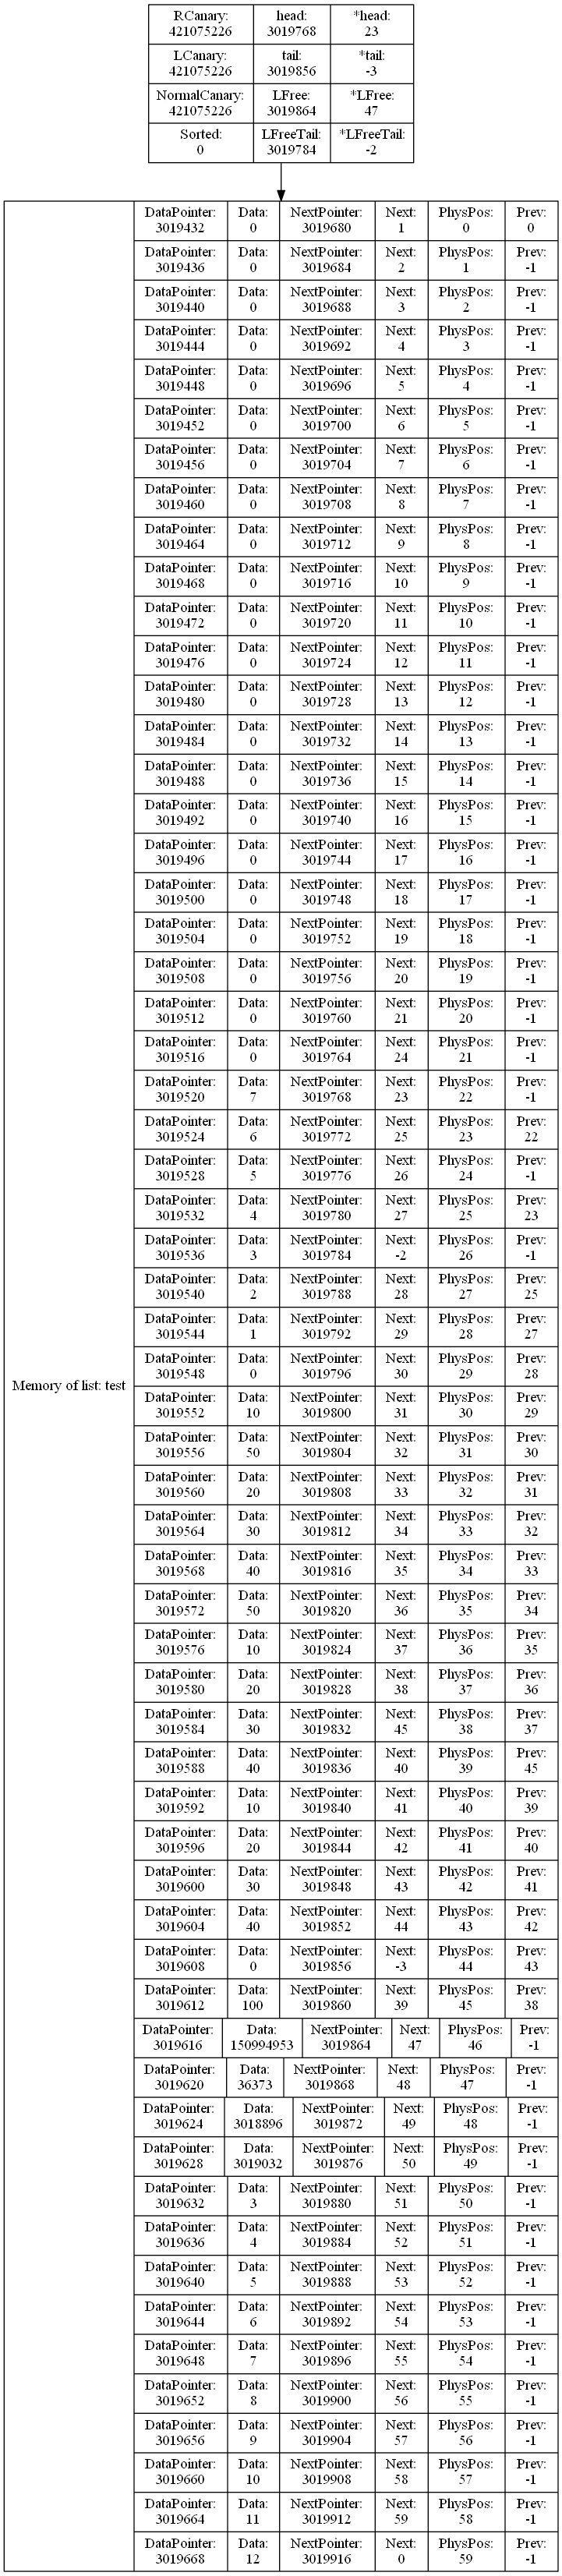 RCanary: head: *head:
421075226 3019768 23
LCanary: tail: *tail:
421075226 3019856 -3
NormalCanary: LFree: *LFree:
421075226 3019864 47
Sorted: LFreeTail: *LFreeTail:
0 3019784 -2
DataPointer: Data: NextPointer: Next: PhysPos: Prev:
3019432 0 3019680 1 0 0
DataPointer: Data: NextPointer: Next: PhysPos: Prev:
3019436 0 3019684 2 1 -1
DataPointer: Data: NextPointer: Next: PhysPos: Prev:
3019440 0 3019688 3 2 -1
DataPointer: Data: NextPointer: Next: PhysPos: Prev:
3019444 0 3019692 4 3 -1
DataPointer: Data: NextPointer: Next: PhysPos: Prev:
3019448 0 3019696 5 4 -1
DataPointer: Data: NextPointer: Next: PhysPos: Prev:
3019452 0 3019700 6 5 -1
DataPointer: Data: NextPointer: Next: PhysPos: Prev:
3019456 0 3019704 7 6 -1
DataPointer: Data: NextPointer: Next: PhysPos: Prev:
3019460 0 3019708 8 7 -1
DataPointer: Data: NextPointer: Next: PhysPos: Prev:
3019464 0 3019712 9 8 -1
DataPointer: Data: NextPointer: Next: PhysPos: Prev:
3019468 0 3019716 10 9 -1
DataPointer: Data: NextPointer: Next: PhysPos: Prev:
3019472 0 3019720 11 10 -1
DataPointer: Data: NextPointer: Next: PhysPos: Prev:
3019476 0 3019724 12 11 -1
DataPointer: Data: NextPointer: Next: PhysPos: Prev:
3019480 0 3019728 13 12 -1
DataPointer: Data: NextPointer: Next: PhysPos: Prev:
3019484 0 3019732 14 13 -1
DataPointer: Data: NextPointer: Next: PhysPos: Prev:
3019488 0 3019736 15 14 -1
DataPointer: Data: NextPointer: Next: PhysPos: Prev:
3019492 0 3019740 16 15 -1
DataPointer: Data: NextPointer: Next: PhysPos: Prev:
3019496 0 3019744 17 16 -1
DataPointer: Data: NextPointer: Next: PhysPos: Prev:
3019500 0 3019748 18 17 -1
DataPointer: Data: NextPointer: Next: PhysPos: Prev:
3019504 0 3019752 19 18 -1
DataPointer: Data: NextPointer: Next: PhysPos: Prev:
3019508 0 3019756 20 19 -1
DataPointer: Data: NextPointer: Next: PhysPos: Prev:
3019512 0 3019760 21 20 -1
DataPointer: Data: NextPointer: Next: PhysPos: Prev:
3019516 0 3019764 24 21 -1
DataPointer: Data: NextPointer: Next: PhysPos: Prev:
3019520 7 3019768 23 22 -1
DataPointer: Data: NextPointer: Next: PhysPos: Prev:
3019524 6 3019772 25 23 22
DataPointer: Data: NextPointer: Next: PhysPos: Prev:
3019528 5 3019776 26 24 -1
DataPointer: Data: NextPointer: Next: PhysPos: Prev:
3019532 4 3019780 27 25 23
DataPointer: Data: NextPointer: Next: PhysPos: Prev:
3019536 3 3019784 -2 26 -1
DataPointer: Data: NextPointer: Next: PhysPos: Prev:
3019540 2 3019788 28 27 25
DataPointer: Data: NextPointer: Next: PhysPos: Prev:
3019544 1 3019792 29 28 27
DataPointer: Data: NextPointer: Next: PhysPos: Prev:
3019548 0 3019796 30 29 28
Memory of list: test
DataPointer: Data: NextPointer: Next: PhysPos: Prev:
3019552 10 3019800 31 30 29
DataPointer: Data: NextPointer: Next: PhysPos: Prev:
3019556 50 3019804 32 31 30
DataPointer: Data: NextPointer: Next: PhysPos: Prev:
3019560 20 3019808 33 32 31
DataPointer: Data: NextPointer: Next: PhysPos: Prev:
3019564 30 3019812 34 33 32
DataPointer: Data: NextPointer: Next: PhysPos: Prev:
3019568 40 3019816 35 34 33
DataPointer: Data: NextPointer: Next: PhysPos: Prev:
3019572 50 3019820 36 35 34
DataPointer: Data: NextPointer: Next: PhysPos: Prev:
3019576 10 3019824 37 36 35
DataPointer: Data: NextPointer: Next: PhysPos: Prev:
3019580 20 3019828 38 37 36
DataPointer: Data: NextPointer: Next: PhysPos: Prev:
3019584 30 3019832 45 38 37
DataPointer: Data: NextPointer: Next: PhysPos: Prev:
3019588 40 3019836 40 39 45
DataPointer: Data: NextPointer: Next: PhysPos: Prev:
3019592 10 3019840 41 40 39
DataPointer: Data: NextPointer: Next: PhysPos: Prev:
3019596 20 3019844 42 41 40
DataPointer: Data: NextPointer: Next: PhysPos: Prev:
3019600 30 3019848 43 42 41
DataPointer: Data: NextPointer: Next: PhysPos: Prev:
3019604 40 3019852 44 43 42
DataPointer: Data: NextPointer: Next: PhysPos: Prev:
3019608 0 3019856 -3 44 43
DataPointer: Data: NextPointer: Next: PhysPos: Prev:
3019612 100 3019860 39 45 38
DataPointer: Data: NextPointer: Next: PhysPos: Prev:
3019616 150994953 3019864 47 46 -1
DataPointer: Data: NextPointer: Next: PhysPos: Prev:
3019620 36373 3019868 48 47 -1
DataPointer: Data: NextPointer: Next: PhysPos: Prev:
3019624 3018896 3019872 49 48 -1
DataPointer: Data: NextPointer: Next: PhysPos: Prev:
3019628 3019032 3019876 50 49 -1
DataPointer: Data: NextPointer: Next: PhysPos: Prev:
3019632 3 3019880 51 50 -1
DataPointer: Data: NextPointer: Next: PhysPos: Prev:
3019636 4 3019884 52 51 -1
DataPointer: Data: NextPointer: Next: PhysPos: Prev:
3019640 5 3019888 53 52 -1
DataPointer: Data: NextPointer: Next: PhysPos: Prev:
3019644 6 3019892 54 53 -1
DataPointer: Data: NextPointer: Next: PhysPos: Prev:
3019648 7 3019896 55 54 -1
DataPointer: Data: NextPointer: Next: PhysPos: Prev:
3019652 8 3019900 56 55 -1
DataPointer: Data: NextPointer: Next: PhysPos: Prev:
3019656 9 3019904 57 56 -1
DataPointer: Data: NextPointer: Next: PhysPos: Prev:
3019660 10 3019908 58 57 -1
DataPointer: Data: NextPointer: Next: PhysPos: Prev:
3019664 11 3019912 59 58 -1
DataPointer: Data: NextPointer: Next: PhysPos: Prev:
3019668 12 3019916 0 59 -1